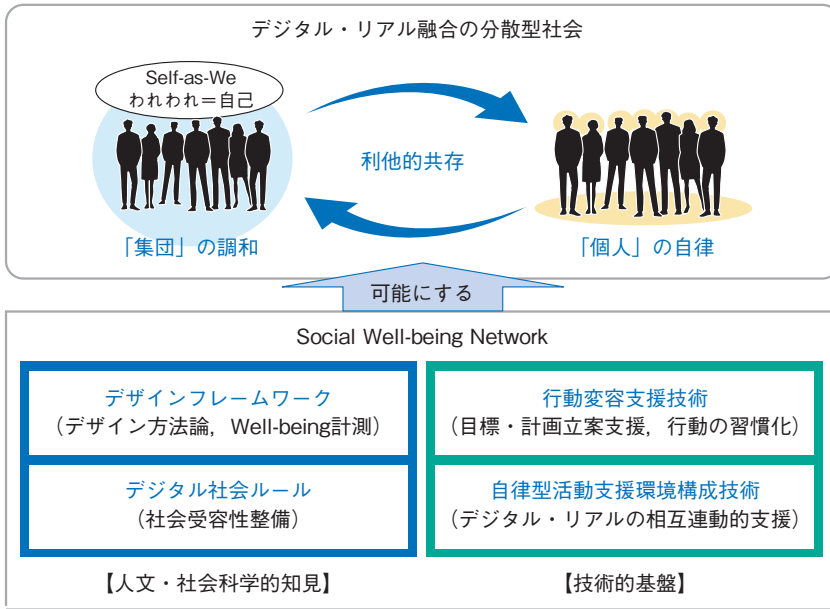 デジタル・リアル融合の分散型社会
Self-as-We
われわれ＝自己
利他的共存
「集団」の調和
「個人」の自律
可能にする
Social Well-being Network
デザインフレームワーク
（デザイン方法論，Well-being計測）
行動変容支援技術
（目標・計画立案支援，行動の習慣化）
デジタル社会ルール
（社会受容性整備）
自律型活動支援環境構成技術
（デジタル・リアルの相互連動的支援）
【人文・社会科学的知見】
【技術的基盤】